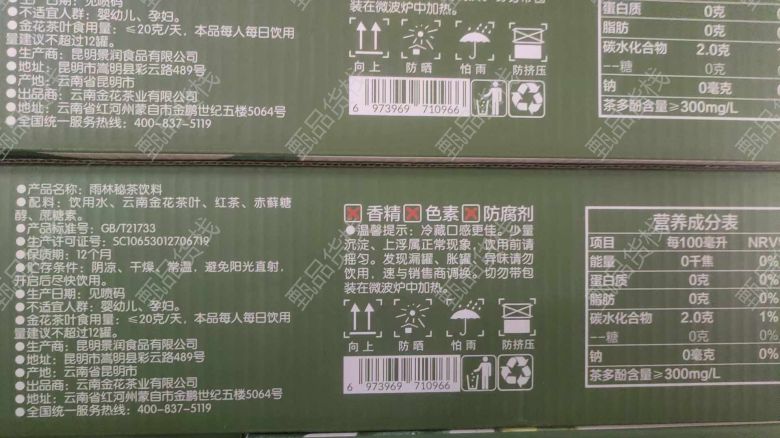 ●生产日期：见喷码
●不适宜人群：婴幼儿、孕妇。
●金花茶叶食用量：≤20克/天，本品每人每日饮用
量建议不超过12罐。
●生产商：昆明景润食品有限公司
●地址：昆明市嵩明县彩云路489号
●产地：云南省昆明市
●出品商：云南金花茶业有限公司
●地址：云南省红河州蒙自市金鹏世纪五楼5064号
●全国统一服务热线：400-837-5119
装在微波炉中加热。
向上 防晒 怕雨 防挤压
6 973969 710966
蛋白质 0克
脂肪 0克
碳水化合物 2.0克
——糖 0克
钠 0毫克
茶多酚含量≥300mg/L
●产品名称：雨林秘茶饮料
●配料：饮用水、云南金花茶叶、红茶、赤藓糖
醇、蔗糖素。
●产品标准号：GB/T21733
●生产许可证号：SC10653012706719
●保质期：12个月
●贮存条件：阴凉、干燥、常温，避免阳光直射，
开启后尽快饮用。
●生产日期：见喷码
●不适宜人群：婴幼儿、孕妇。
●金花茶叶食用量：≤20克/天，本品每人每日饮用
量建议不超过12罐。
●生产商：昆明景润食品有限公司
●地址：昆明市嵩明县彩云路489号
●产地：云南省昆明市
●出品商：云南金花茶业有限公司
●地址：云南省红河州蒙自市金鹏世纪五楼5064号
●全国统一服务热线：400-837-5119
香精 色素 防腐剂
●温馨提示：冷藏口感更佳。少量
沉淀、上浮属正常现象，饮用前请
摇匀。发现漏罐、胀罐、异味请勿
饮用，速与销售商调换。切勿带包
装在微波炉中加热。
向上 防晒 怕雨 防挤压
6 973969 710966
营养成分表
项目 每100毫升 NRV
能量 0千焦 0%
蛋白质 0克 0%
脂肪 0克 0%
碳水化合物 2.0克 1%
——糖 0克
钠 0毫克 0%
茶多酚含量≥300mg/L
甄品货栈